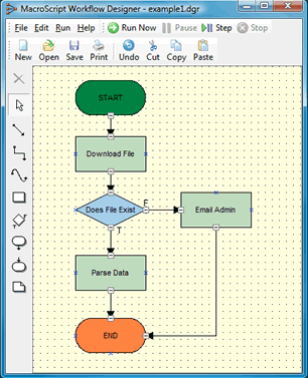 MacroScript Workflow Designer - example1.dgr
File Edit Run Help Run Now Pause Step Stop
New Open Save Print Undo Cut Copy Paste
START
Download File
Does File Exist
F
Email Admin
T
Parse Data
END